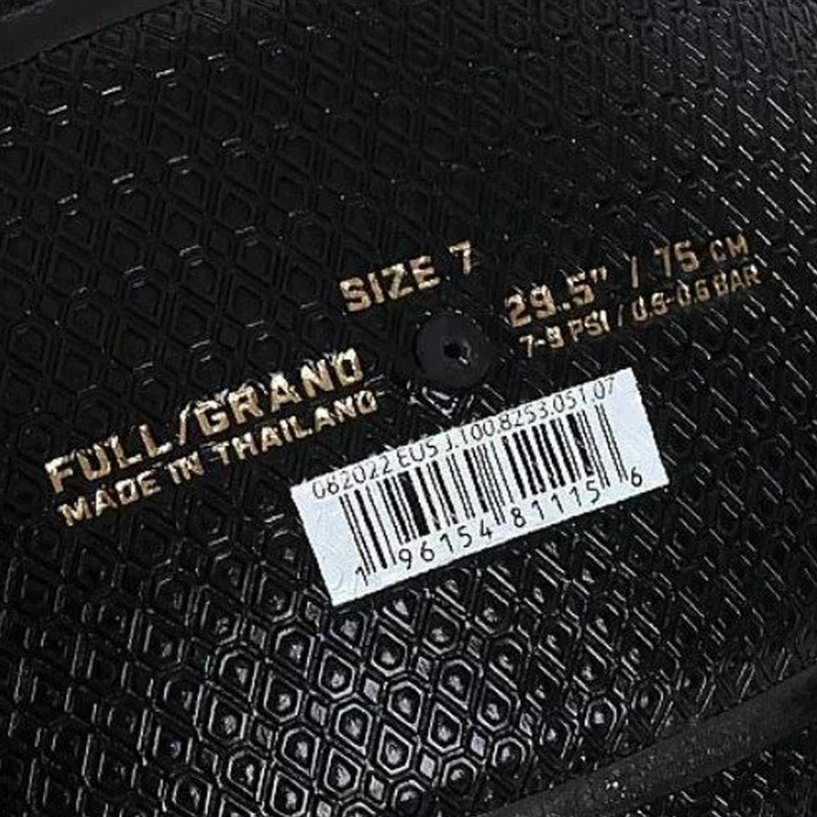 SIZE 7
29.5" / 75 CM
7-9 PSI / 0.5-0.6 BAR
FULL/GRAND
MADE IN THAILAND
062022 EUS J.100.8253.051.07
1 96154 81115 6